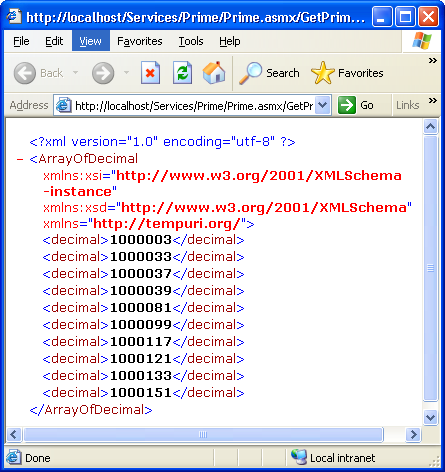 http://localhost/Services/Prime/Prime.asmx/GetPrim...
File Edit View Favorites Tools Help
Back Search Favorites
Address http://localhost/Services/Prime/Prime.asmx/GetPr Go Links »
<?xml version="1.0" encoding="utf-8" ?>
- <ArrayOfDecimal
xmlns:xsi="http://www.w3.org/2001/XMLSchema
-instance"
xmlns:xsd="http://www.w3.org/2001/XMLSchema"
xmlns="http://tempuri.org/">
<decimal>1000003</decimal>
<decimal>1000033</decimal>
<decimal>1000037</decimal>
<decimal>1000039</decimal>
<decimal>1000081</decimal>
<decimal>1000099</decimal>
<decimal>1000117</decimal>
<decimal>1000121</decimal>
<decimal>1000133</decimal>
<decimal>1000151</decimal>
</ArrayOfDecimal>
Done Local intranet